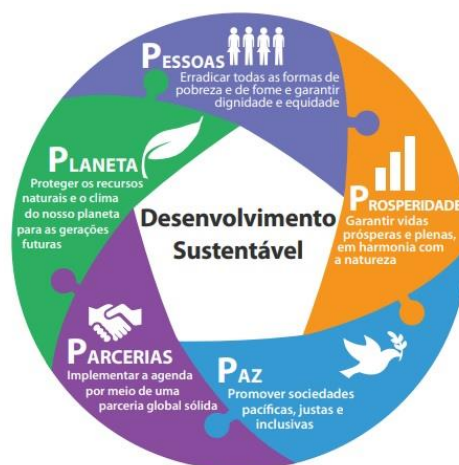 PESSOAS
Erradicar todas as formas de
pobreza e de fome e garantir
dignidade e equidade
PROSPERIDADE
Garantir vidas
prósperas e plenas,
em harmonia com
a natureza
PAZ
Promover sociedades
pacíficas, justas e
inclusivas
PARCERIAS
Implementar a agenda
por meio de uma
parceria global sólida
PLANETA
Proteger os recursos
naturais e o clima
do nosso planeta
para as gerações
futuras
Desenvolvimento
Sustentável